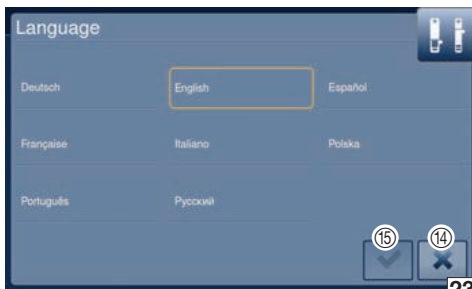 Language
Deutsch English Español
Française Italiano Polska
Português Русский
⑮ ⑭
23